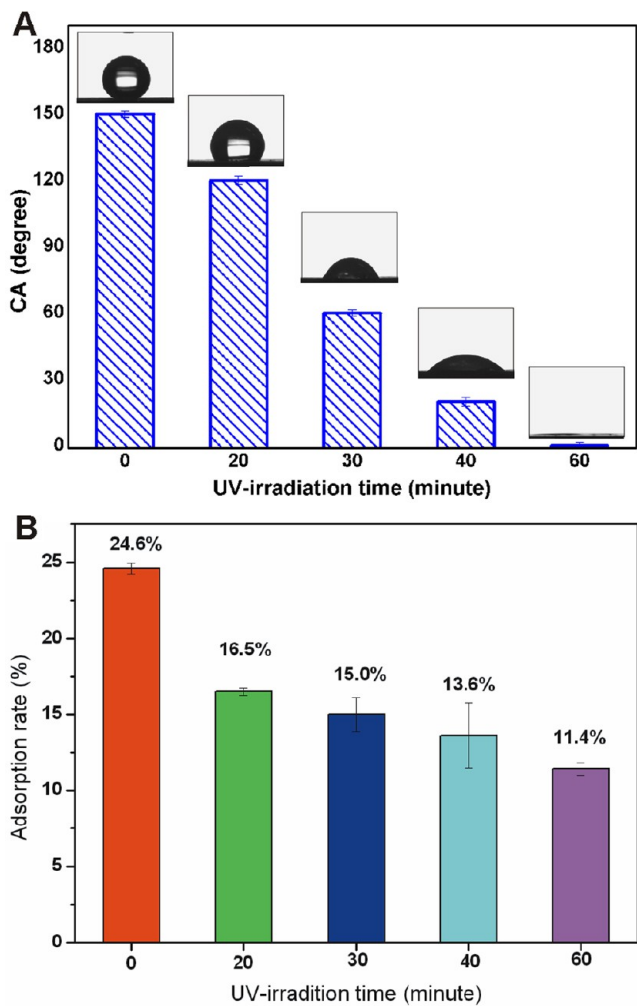 A
180
150
120
90
60
30
0
CA (degree)
0 20 30 40 60
UV-irradiation time (minute)
B
24.6%
16.5%
15.0%
13.6%
11.4%
25
20
15
10
5
0
Adsorption rate (%)
0 20 30 40 60
UV-irradition time (minute)